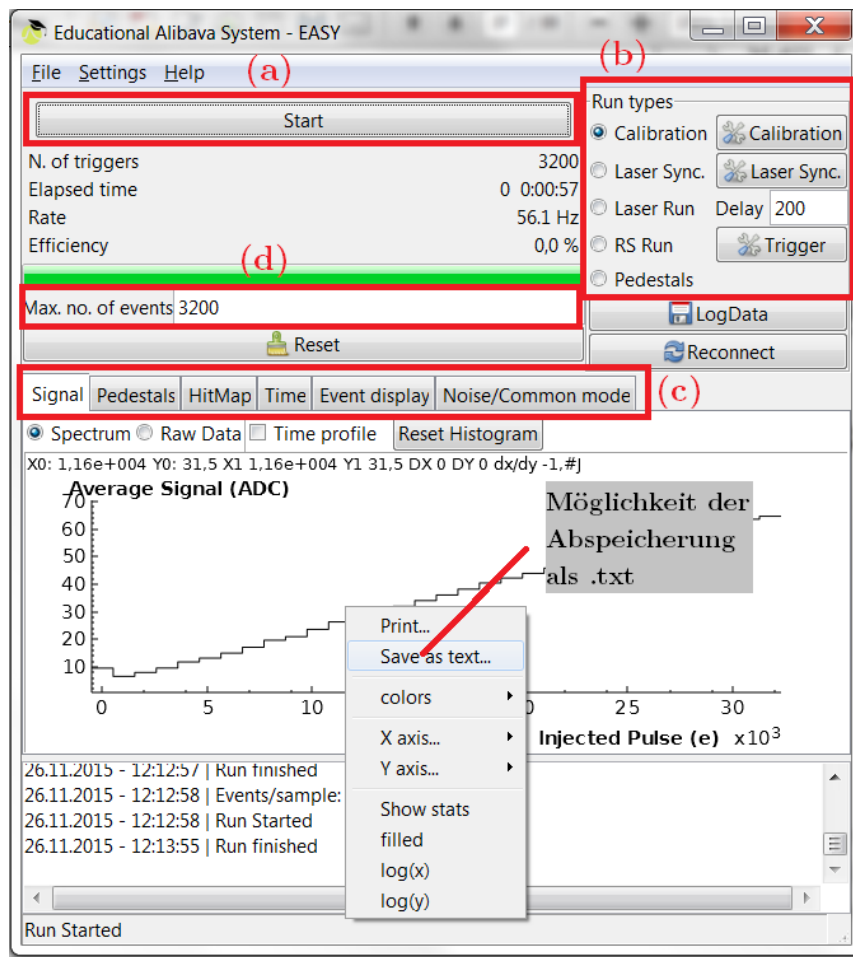 Educational Alibava System - EASY
File Settings Help
(a)
(b)
Start
Run types
Calibration Calibration
Laser Sync. Laser Sync.
Laser Run Delay 200
RS Run Trigger
Pedestals
N. of triggers 3200
Elapsed time 0 0:00:57
Rate 56.1 Hz
Efficiency 0,0 %
(d)
Max. no. of events 3200
LogData
Reset
Reconnect
Signal Pedestals HitMap Time Event display Noise/Common mode
(c)
Spectrum Raw Data Time profile Reset Histogram
X0: 1,16e+004 Y0: 31,5 X1 1,16e+004 Y1 31,5 DX 0 DY 0 dx/dy -1,#J
Average Signal (ADC)
70
60
50
40
30
20
10
0 5 10 25 30
Injected Pulse (e) x10³
Möglichkeit der
Abspeicherung
als .txt
Print...
Save as text...
colors
X axis...
Y axis...
Show stats
filled
log(x)
log(y)
26.11.2015 - 12:12:57 | Run finished
26.11.2015 - 12:12:58 | Events/sample:
26.11.2015 - 12:12:58 | Run Started
26.11.2015 - 12:13:55 | Run finished
Run Started